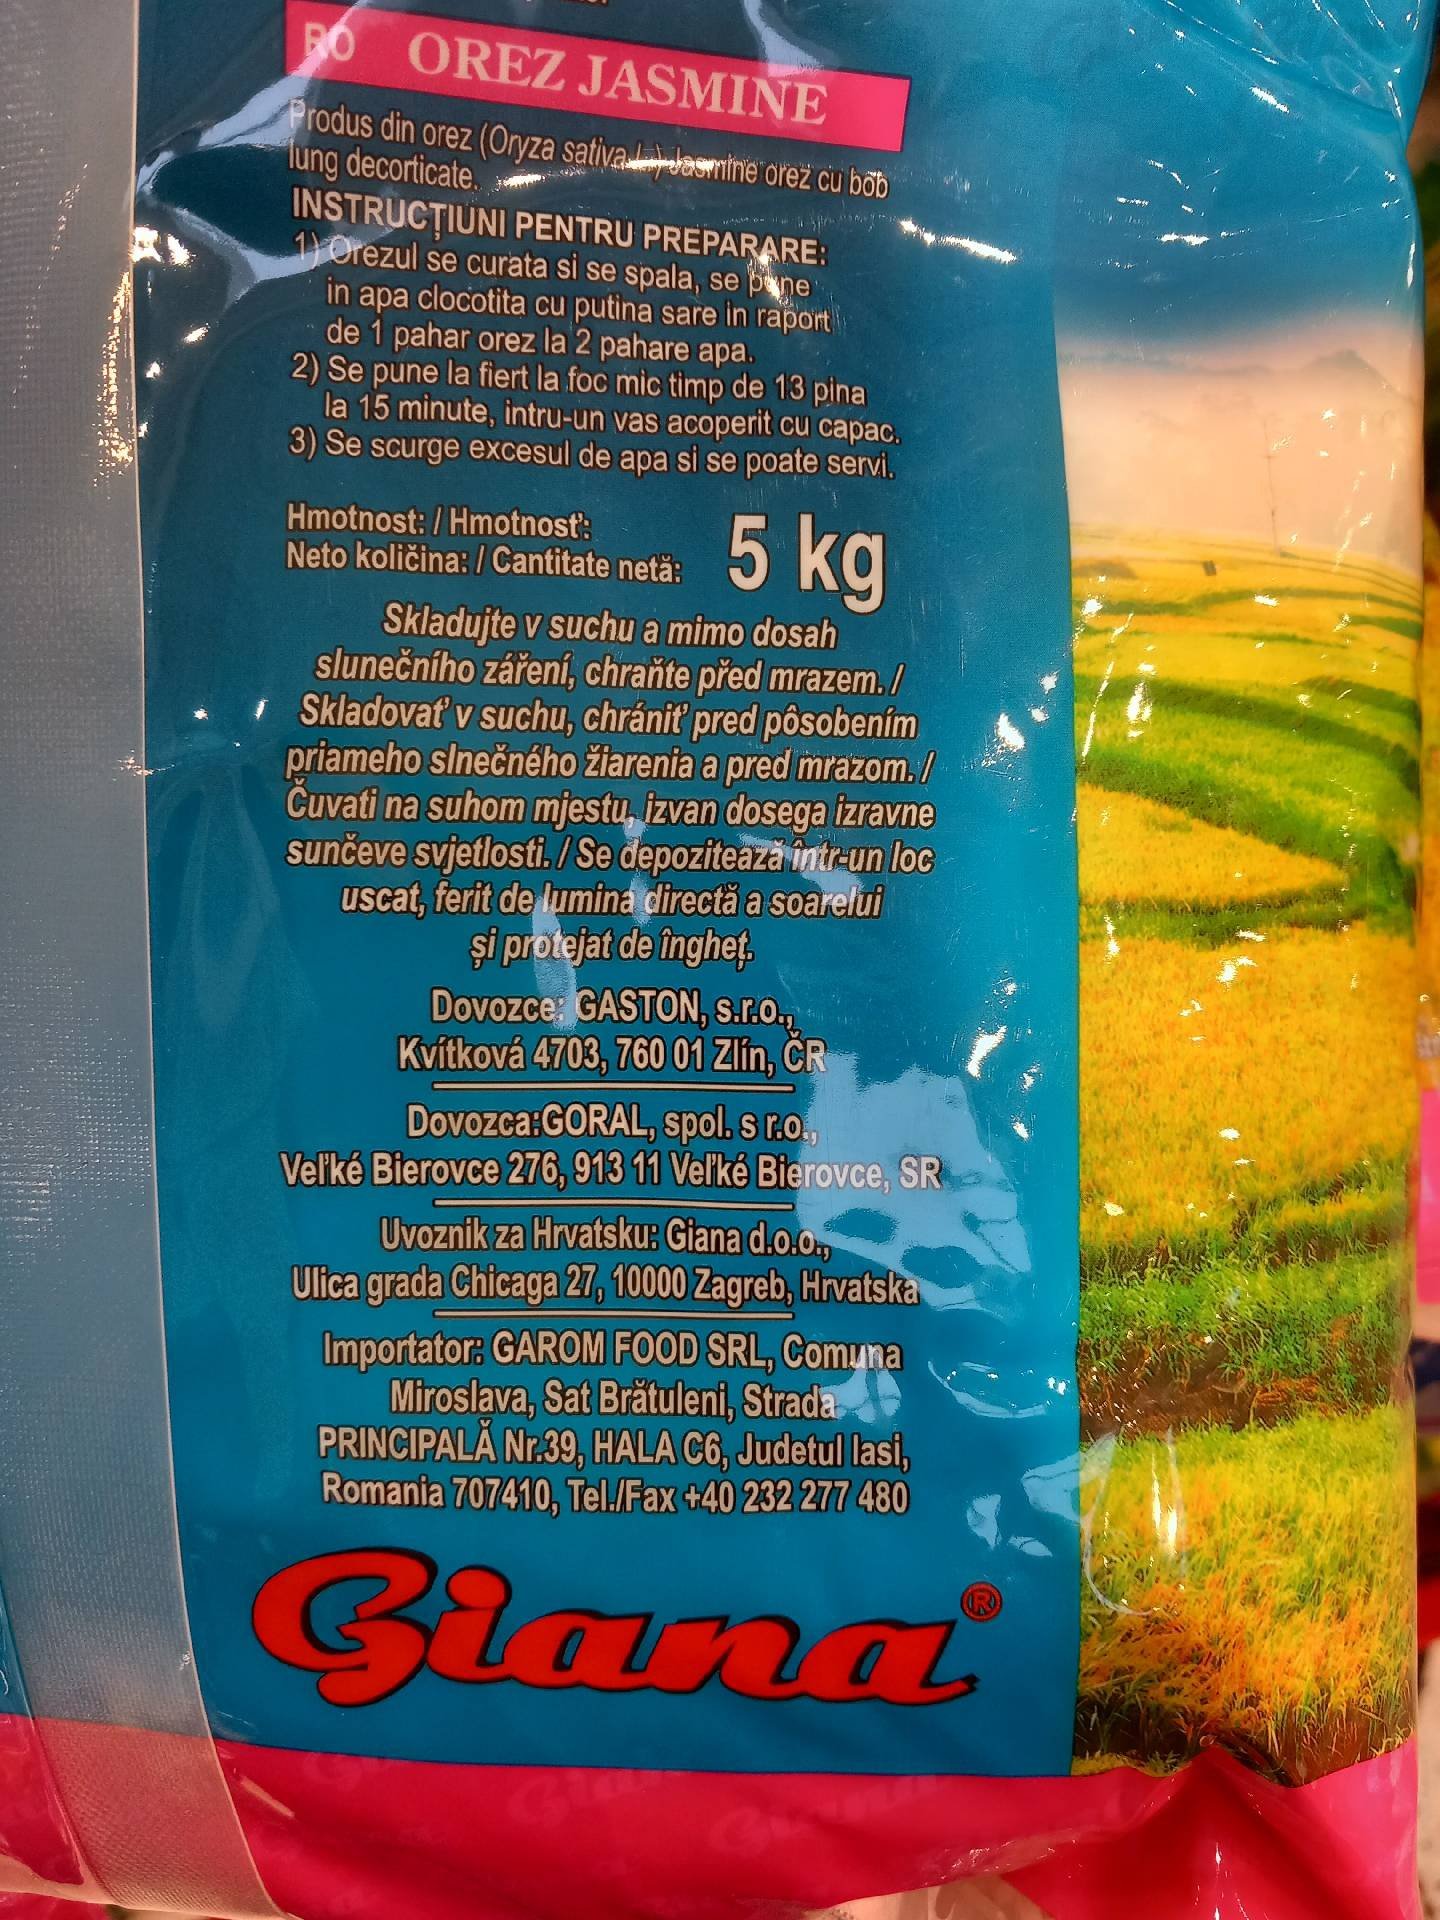 RO OREZ JASMINE
Produs din orez (Oryza sativa L.) Jasmine orez cu bob
lung decorticate.
INSTRUCȚIUNI PENTRU PREPARARE:
1) Orezul se curata si se spala, se pune
in apa clocotita cu putina sare in raport
de 1 pahar orez la 2 pahare apa.
2) Se pune la fiert la foc mic timp de 13 pina
la 15 minute, intru-un vas acoperit cu capac.
3) Se scurge excesul de apa si se poate servi.
Hmotnost: / Hmotnosť:
Neto količina: / Cantitate netă: 5 kg
Skladujte v suchu a mimo dosah
slunečního záření, chraňte před mrazem. /
Skladovať v suchu, chrániť pred pôsobením
priameho slnečného žiarenia a pred mrazom. /
Čuvati na suhom mjestu, izvan dosega izravne
sunčeve svjetlosti. / Se depozitează într-un loc
uscat, ferit de lumina directă a soarelui
și protejat de îngheț.
Dovozce: GASTON, s.r.o.,
Kvítková 4703, 760 01 Zlín, ČR
Dovozca:GORAL, spol. s r.o.,
Veľké Bierovce 276, 913 11 Veľké Bierovce, SR
Uvoznik za Hrvatsku: Giana d.o.o.,
Ulica grada Chicaga 27, 10000 Zagreb, Hrvatska
Importator: GAROM FOOD SRL, Comuna
Miroslava, Sat Brătuleni, Strada
PRINCIPALĂ Nr.39, HALA C6, Judetul Iasi,
Romania 707410, Tel./Fax +40 232 277 480
Giana®